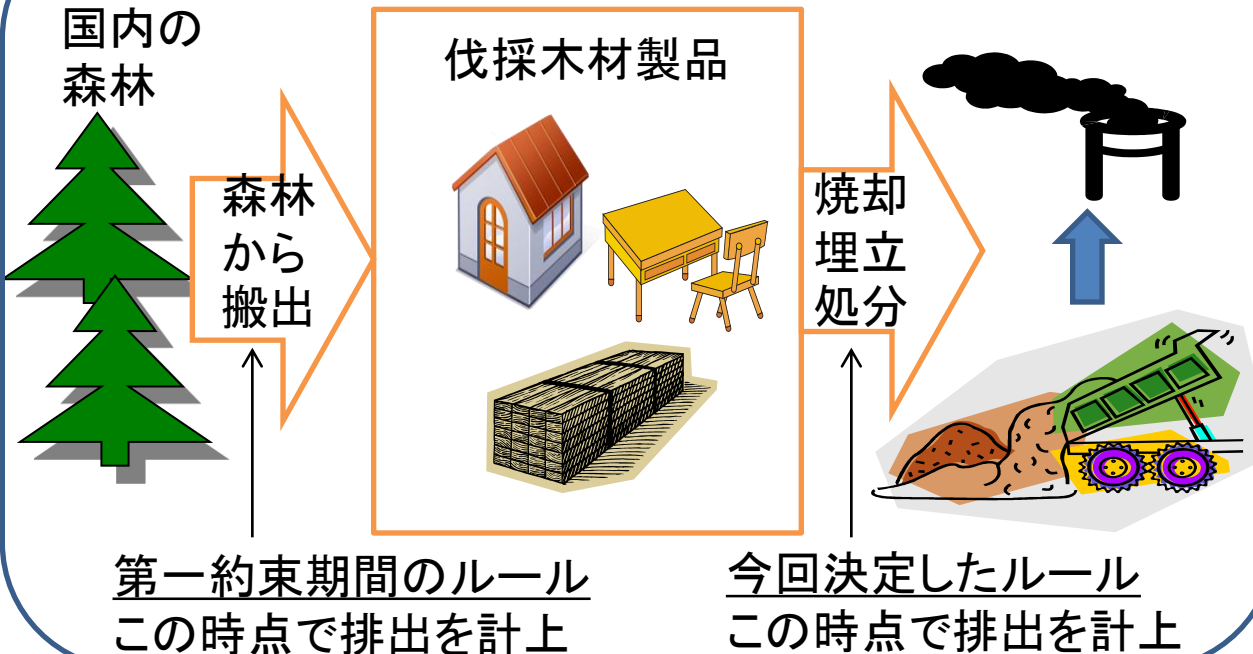 国内の
森林
伐採木材製品
森林
から
搬出
焼却
埋立
処分
第一約束期間のルール
この時点で排出を計上
今回決定したルール
この時点で排出を計上